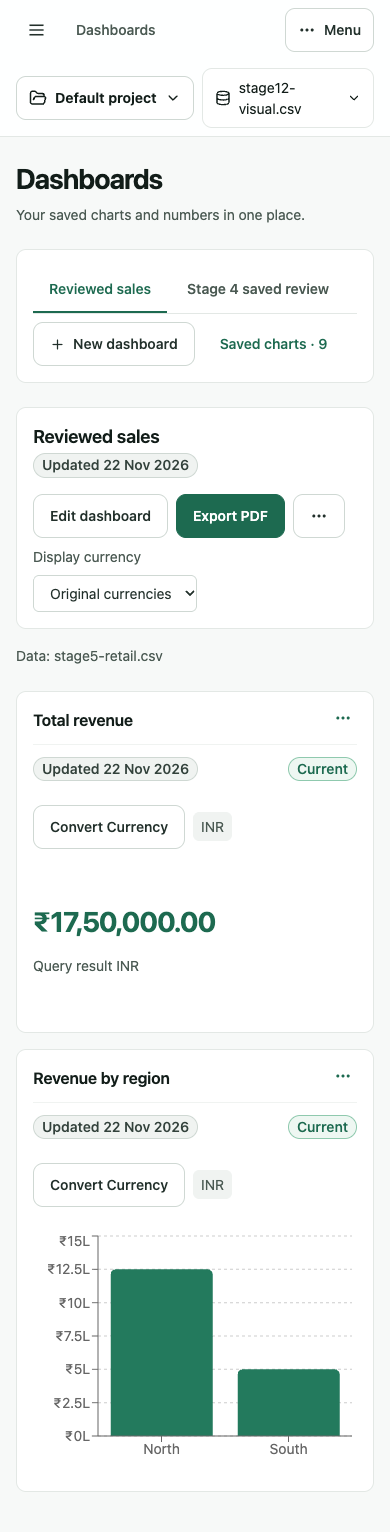 Dashboards
··· Menu
Default project
stage12-
visual.csv
Dashboards
Your saved charts and numbers in one place.
Reviewed sales
Stage 4 saved review
+ New dashboard
Saved charts · 9
Reviewed sales
Updated 22 Nov 2026
Edit dashboard
Export PDF
···
Display currency
Original currencies
Data: stage5-retail.csv
Total revenue
···
Updated 22 Nov 2026
Current
Convert Currency
INR
₹17,50,000.00
Query result INR
Revenue by region
···
Updated 22 Nov 2026
Current
Convert Currency
INR
₹15L
₹12.5L
₹10L
₹7.5L
₹5L
₹2.5L
₹0L
North
South